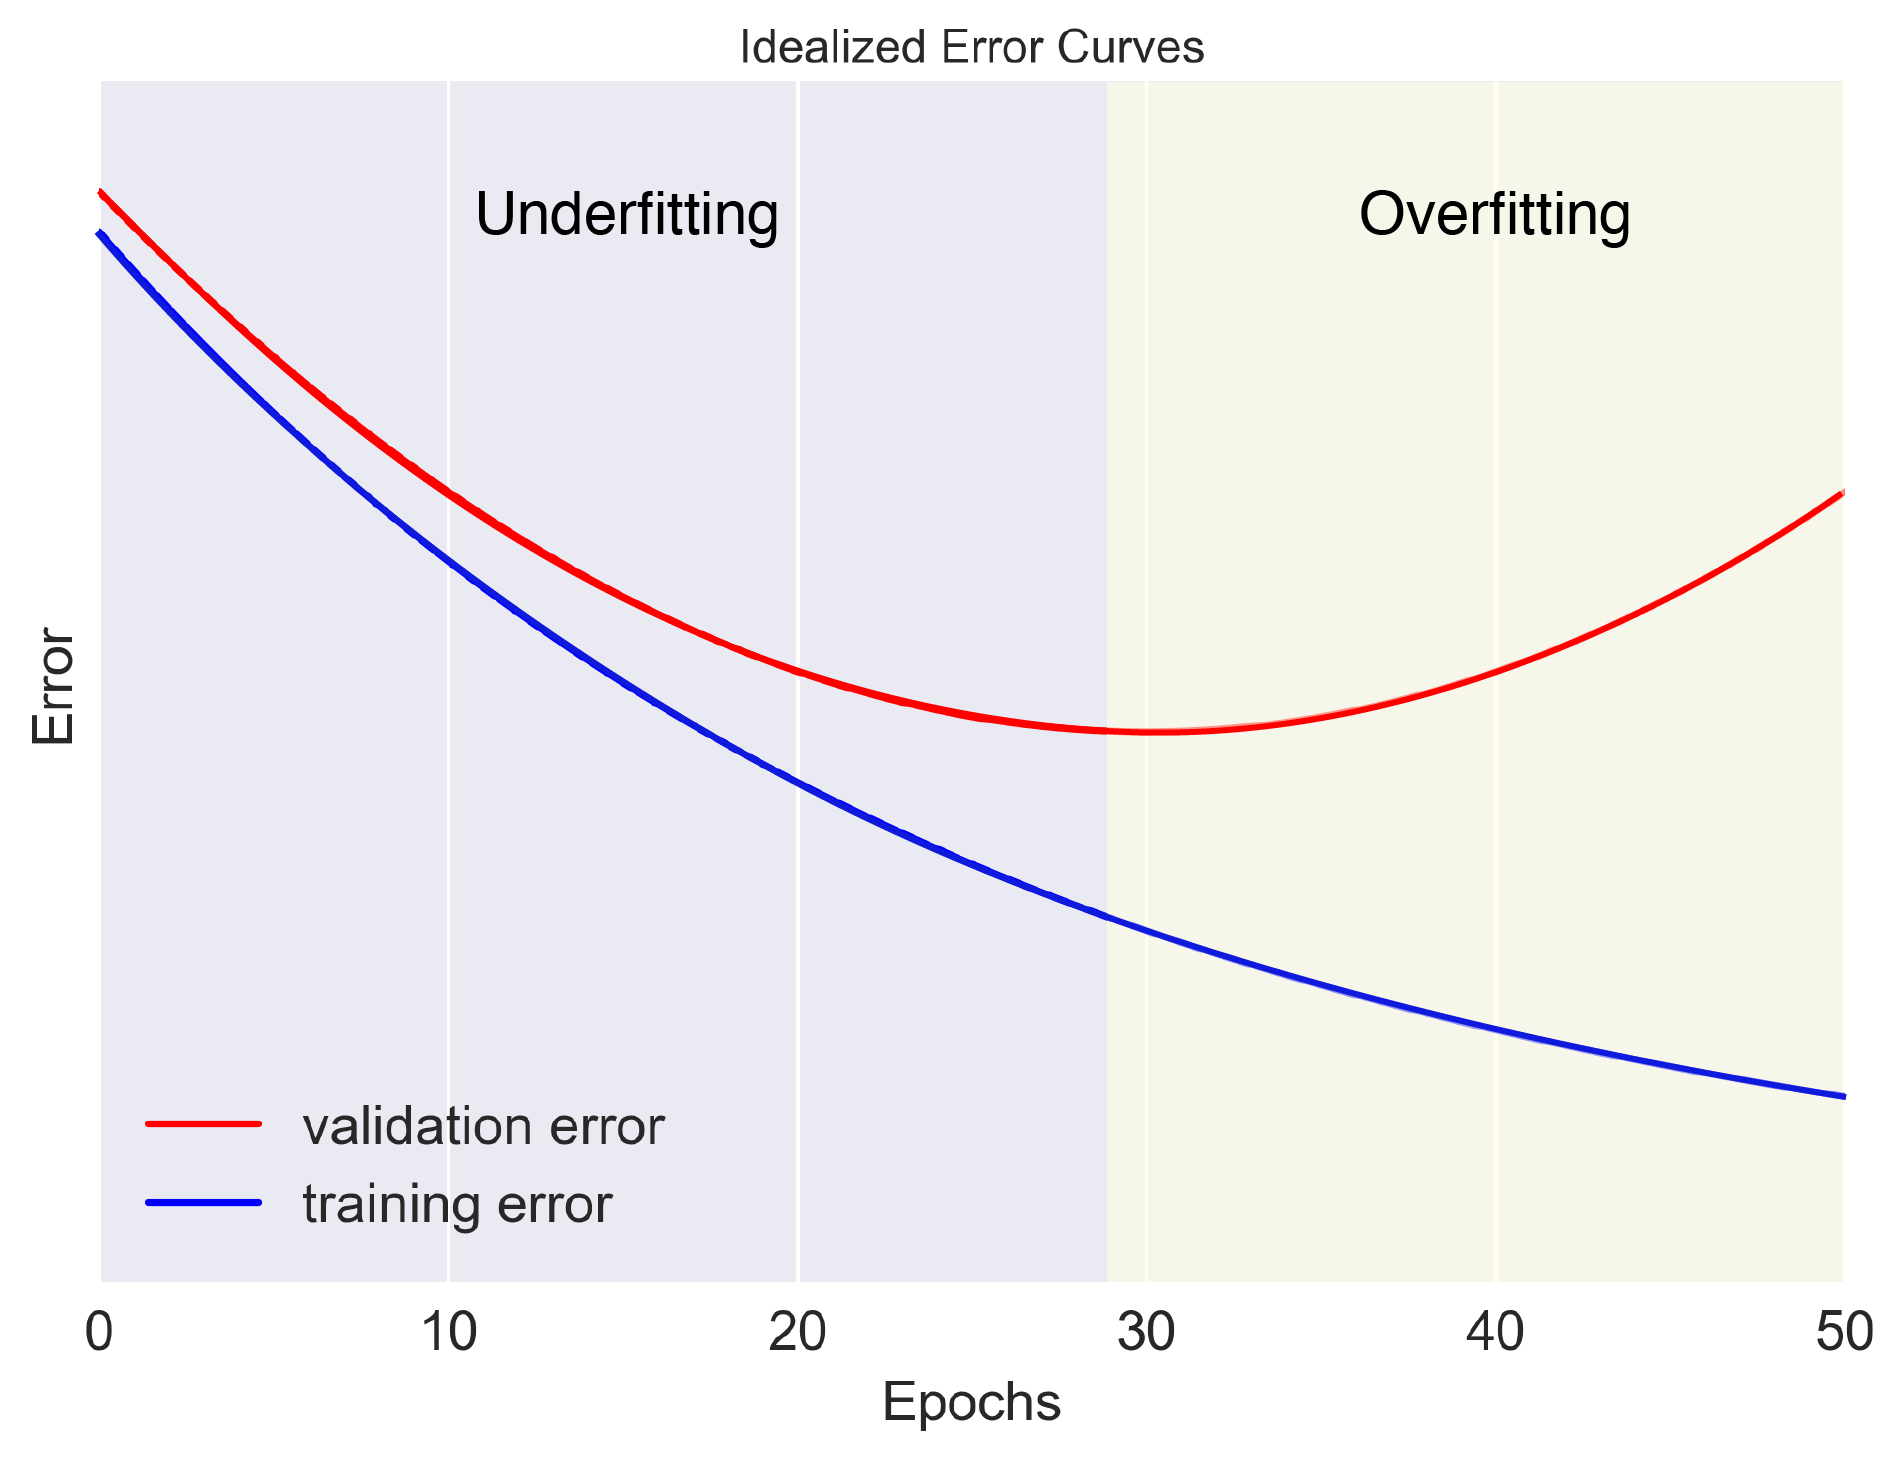 Idealized Error Curves
Underfitting
Overfitting
Error
validation error
training error
0 10 20 30 40 50
Epochs